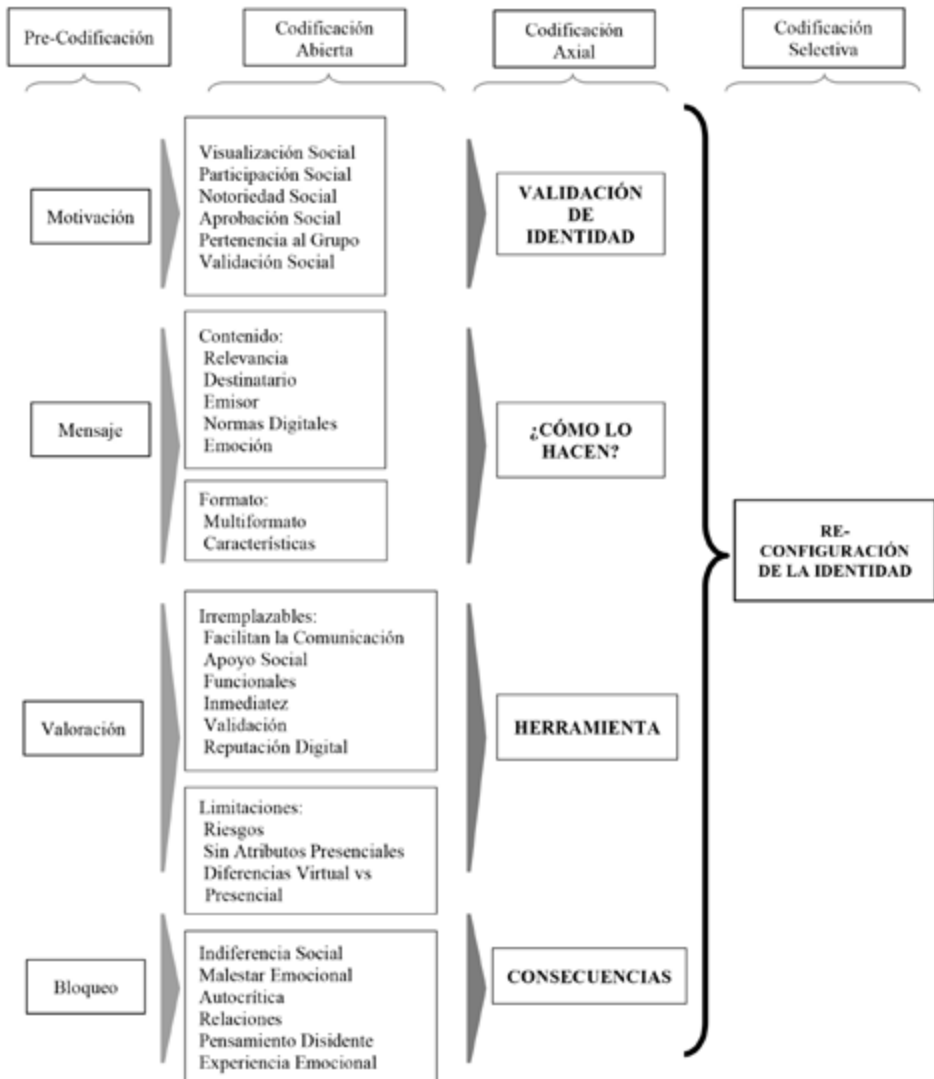 Pre-Codificación
Codificación
Abierta
Codificación
Axial
Codificación
Selectiva
Motivación
Visualización Social
Participación Social
Notoriedad Social
Aprobación Social
Pertenencia al Grupo
Validación Social
VALIDACIÓN
DE
IDENTIDAD
Mensaje
Contenido:
Relevancia
Destinatario
Emisor
Normas Digitales
Emoción
Formato:
Multiformato
Características
¿CÓMO LO
HACEN?
Valoración
Irremplazables:
Facilitan la Comunicación
Apoyo Social
Funcionales
Inmediatez
Validación
Reputación Digital
Limitaciones:
Riesgos
Sin Atributos Presenciales
Diferencias Virtual vs
Presencial
HERRAMIENTA
Bloqueo
Indiferencia Social
Malestar Emocional
Autocrítica
Relaciones
Pensamiento Disidente
Experiencia Emocional
CONSECUENCIAS
RE-
CONFIGURACIÓN
DE LA IDENTIDAD